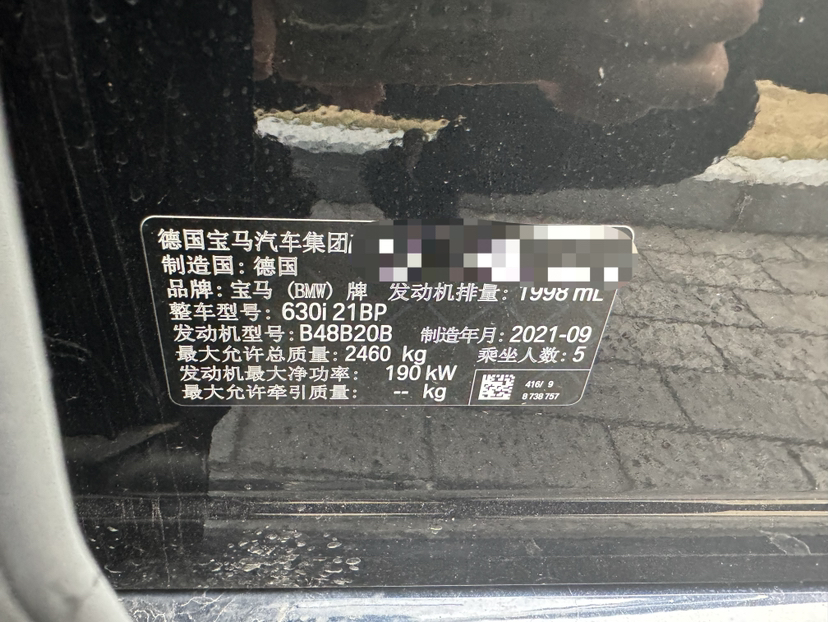 德国宝马汽车集团
制造国：德国
品牌：宝马（BMW）牌 发动机排量：1998 mL
整车型号：630i 21BP
发动机型号：B48B20B 制造年月：2021-09
最大允许总质量：2460 kg 乘坐人数：5
发动机最大净功率： 190 kW
最大允许牵引质量： -- kg
416/ 9
8 738 757